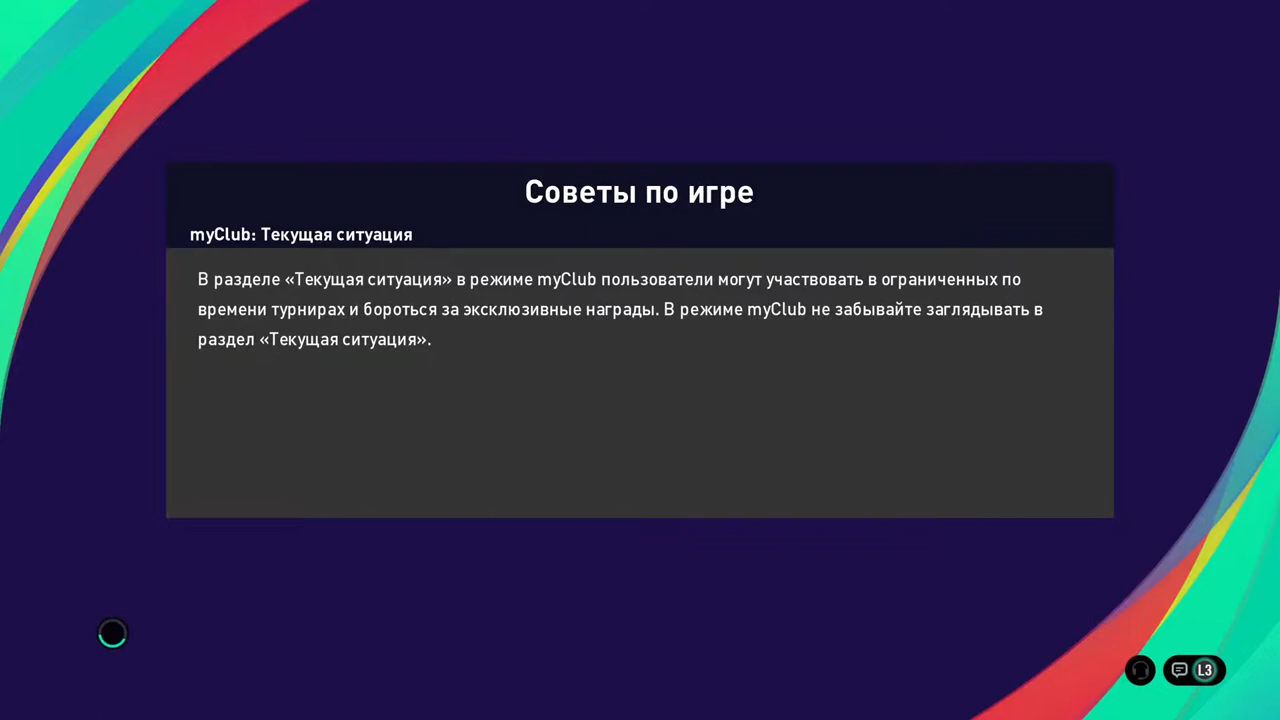 Советы по игре
myClub: Текущая ситуация
В разделе «Текущая ситуация» в режиме myClub пользователи могут участвовать в ограниченных по
времени турнирах и бороться за эксклюзивные награды. В режиме myClub не забывайте заглядывать в
раздел «Текущая ситуация».
L3